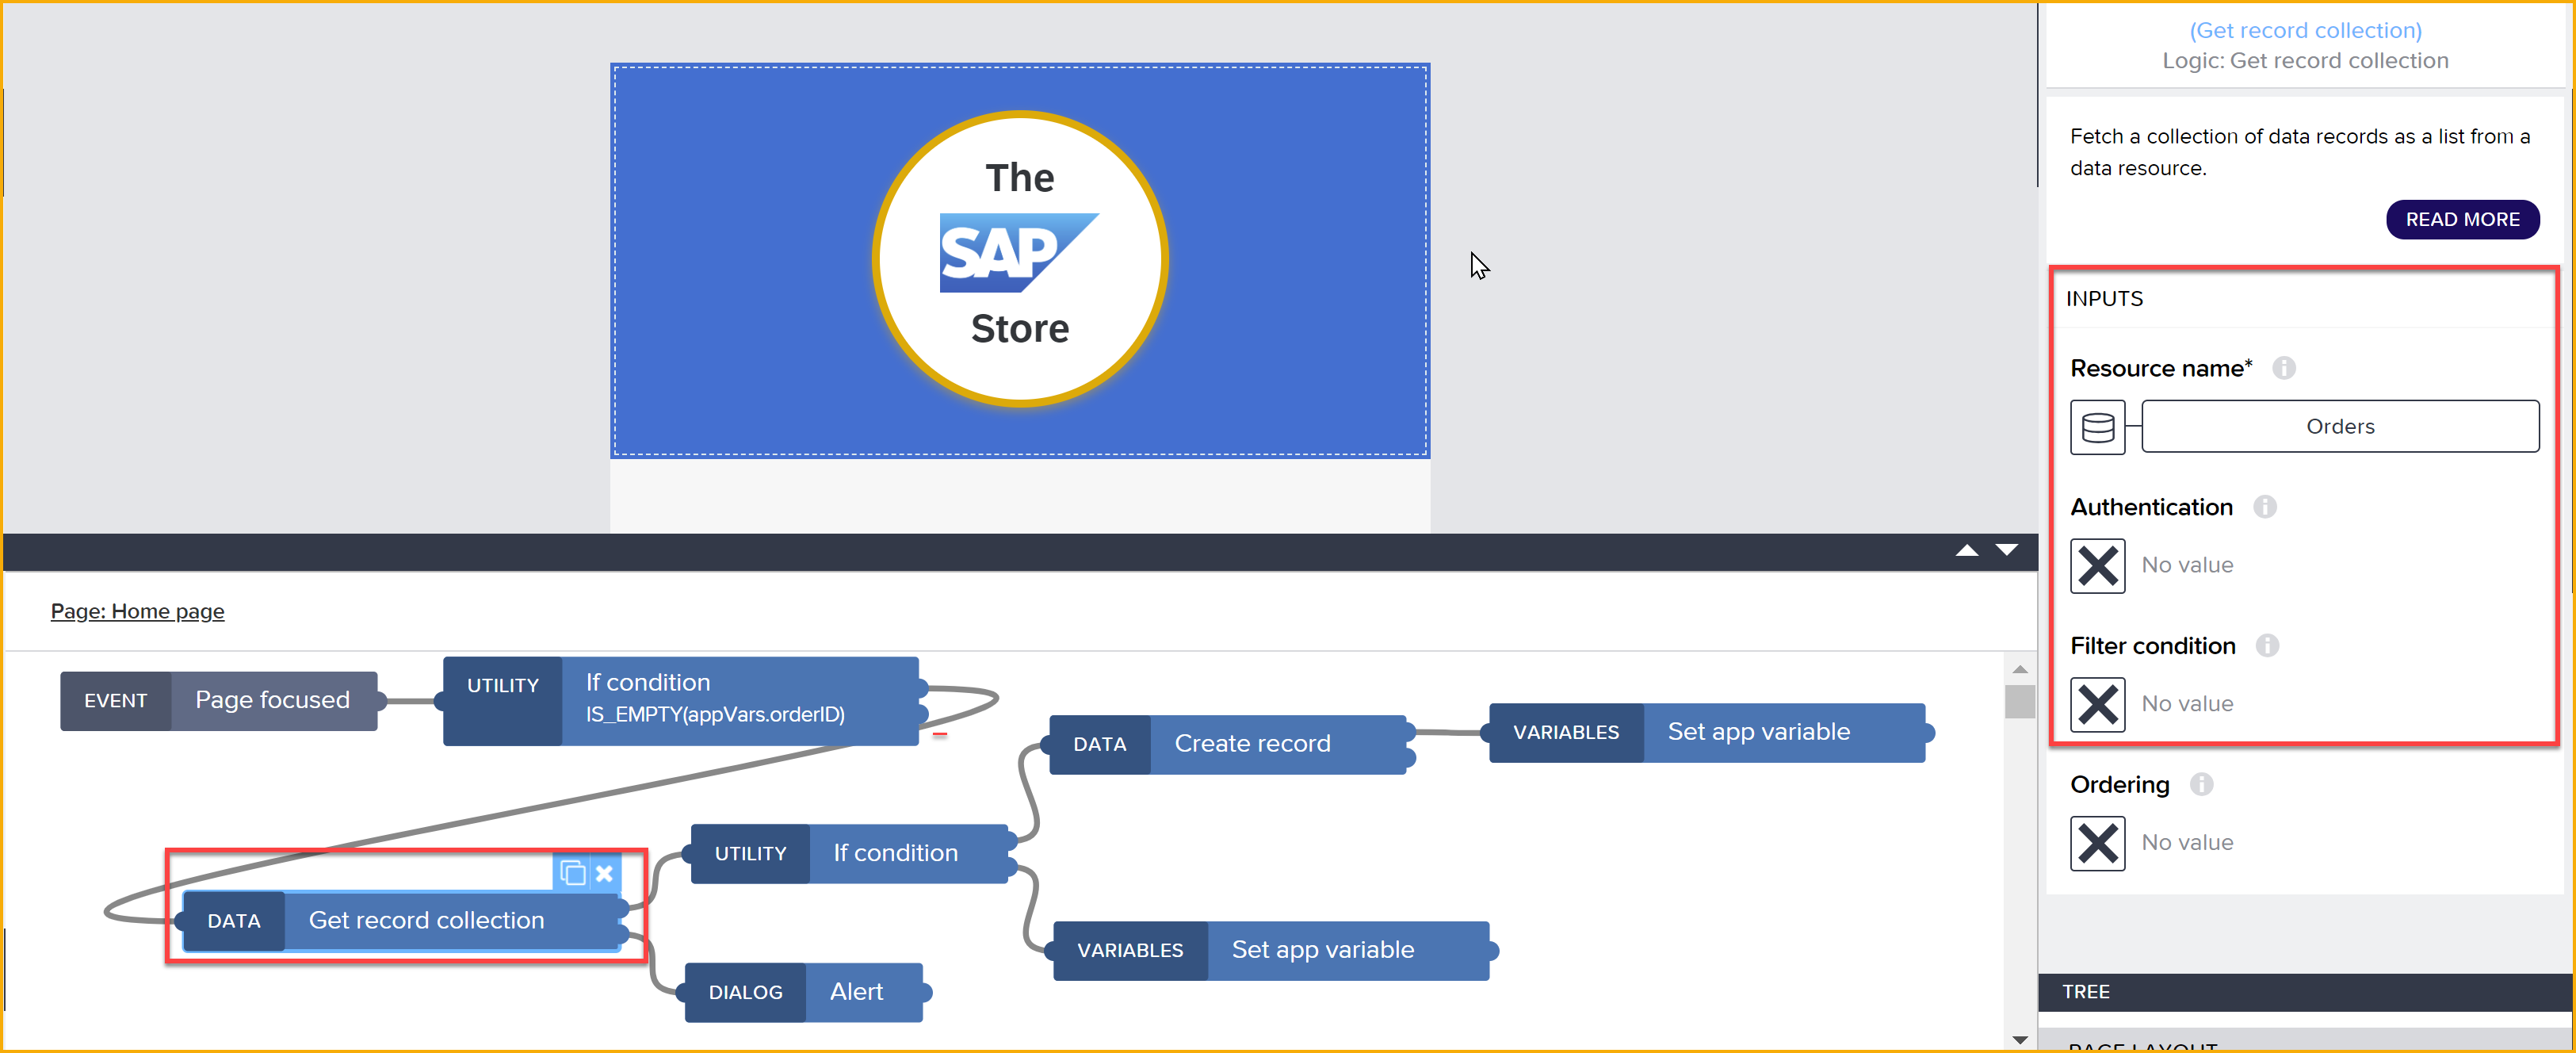 The
SAP
Store
Page: Home page
EVENT Page focused
UTILITY If condition
IS_EMPTY(appVars.orderID)
DATA Create record
VARIABLES Set app variable
UTILITY If condition
DATA Get record collection
VARIABLES Set app variable
DIALOG Alert
(Get record collection)
Logic: Get record collection
Fetch a collection of data records as a list from a
data resource.
READ MORE
INPUTS
Resource name*
Orders
Authentication
No value
Filter condition
No value
Ordering
No value
TREE
PAGE LAYOUT